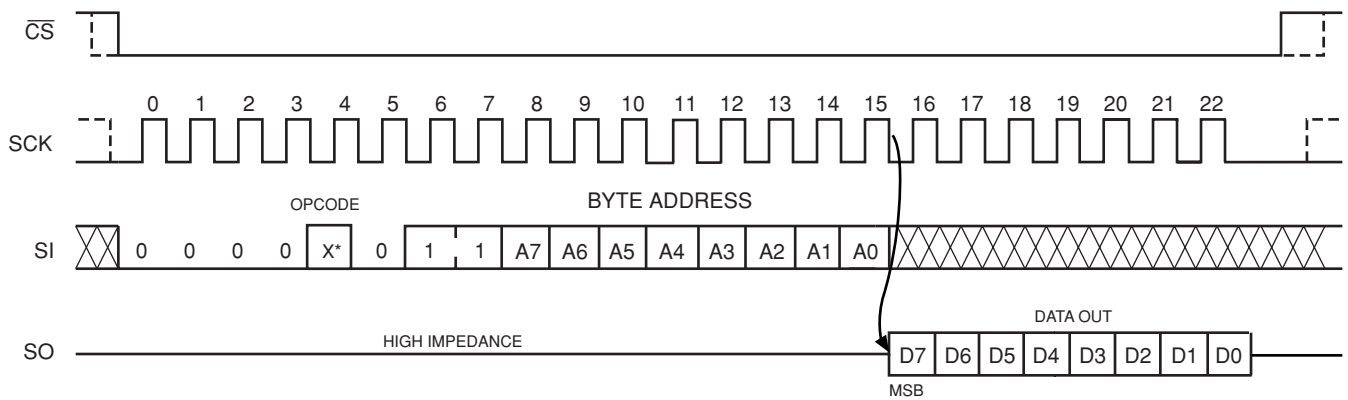 CS
0 1 2 3 4 5 6 7 8 9 10 11 12 13 14 15 16 17 18 19 20 21 22
SCK
OPCODE
BYTE ADDRESS
SI
0 0 0 0 X* 0 1 1 A7 A6 A5 A4 A3 A2 A1 A0
DATA OUT
HIGH IMPEDANCE
SO
D7 D6 D5 D4 D3 D2 D1 D0
MSB